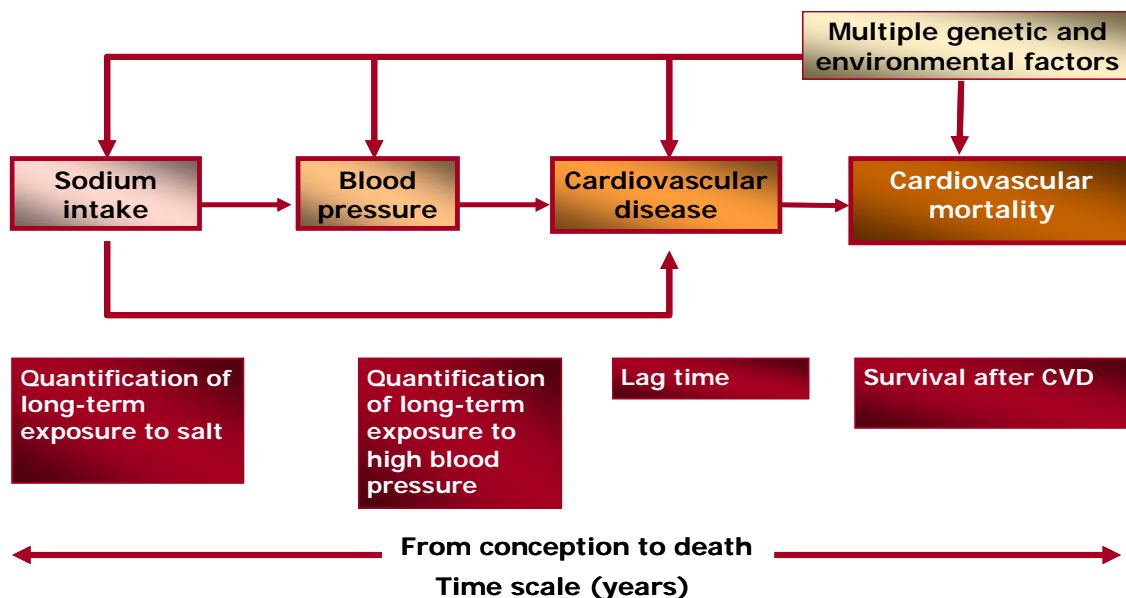 Multiple genetic and
environmental factors
Sodium
intake
Blood
pressure
Cardiovascular
disease
Cardiovascular
mortality
Quantification of
long-term
exposure to salt
Quantification
of long-term
exposure to
high blood
pressure
Lag time
Survival after CVD
From conception to death
Time scale (years)